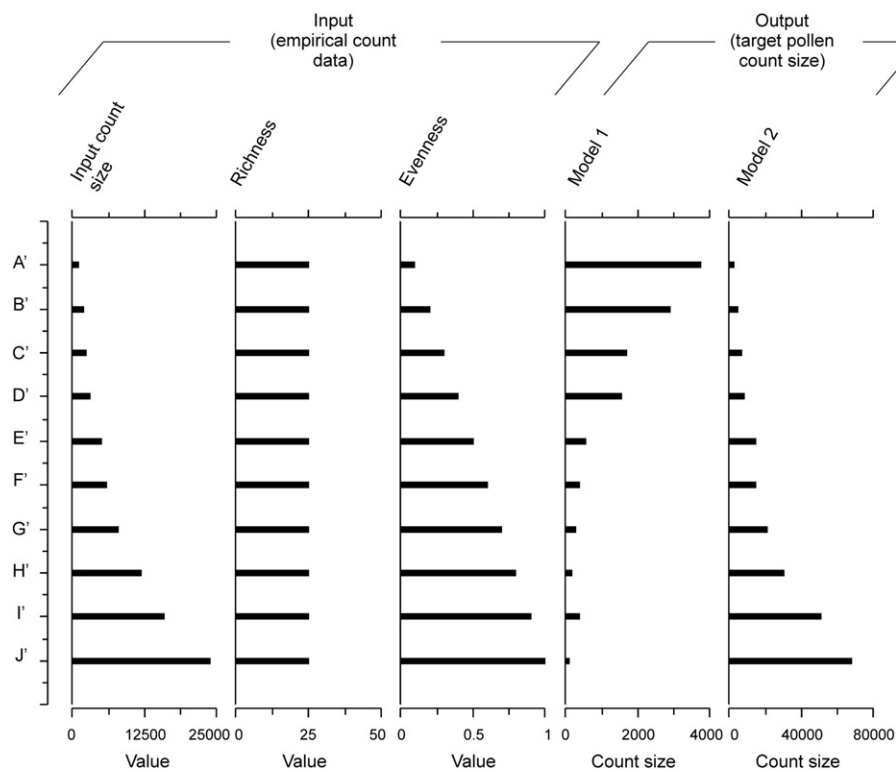 Input
(empirical count
data)
Output
(target pollen
count size)
Input count
size
Richness
Evenness
Model 1
Model 2
A’
B’
C’
D’
E’
F’
G’
H’
I’
J’
0 12500 25000
0 25 50
0 0.5 1
0 2000 4000
0 40000 80000
Value
Value
Value
Count size
Count size